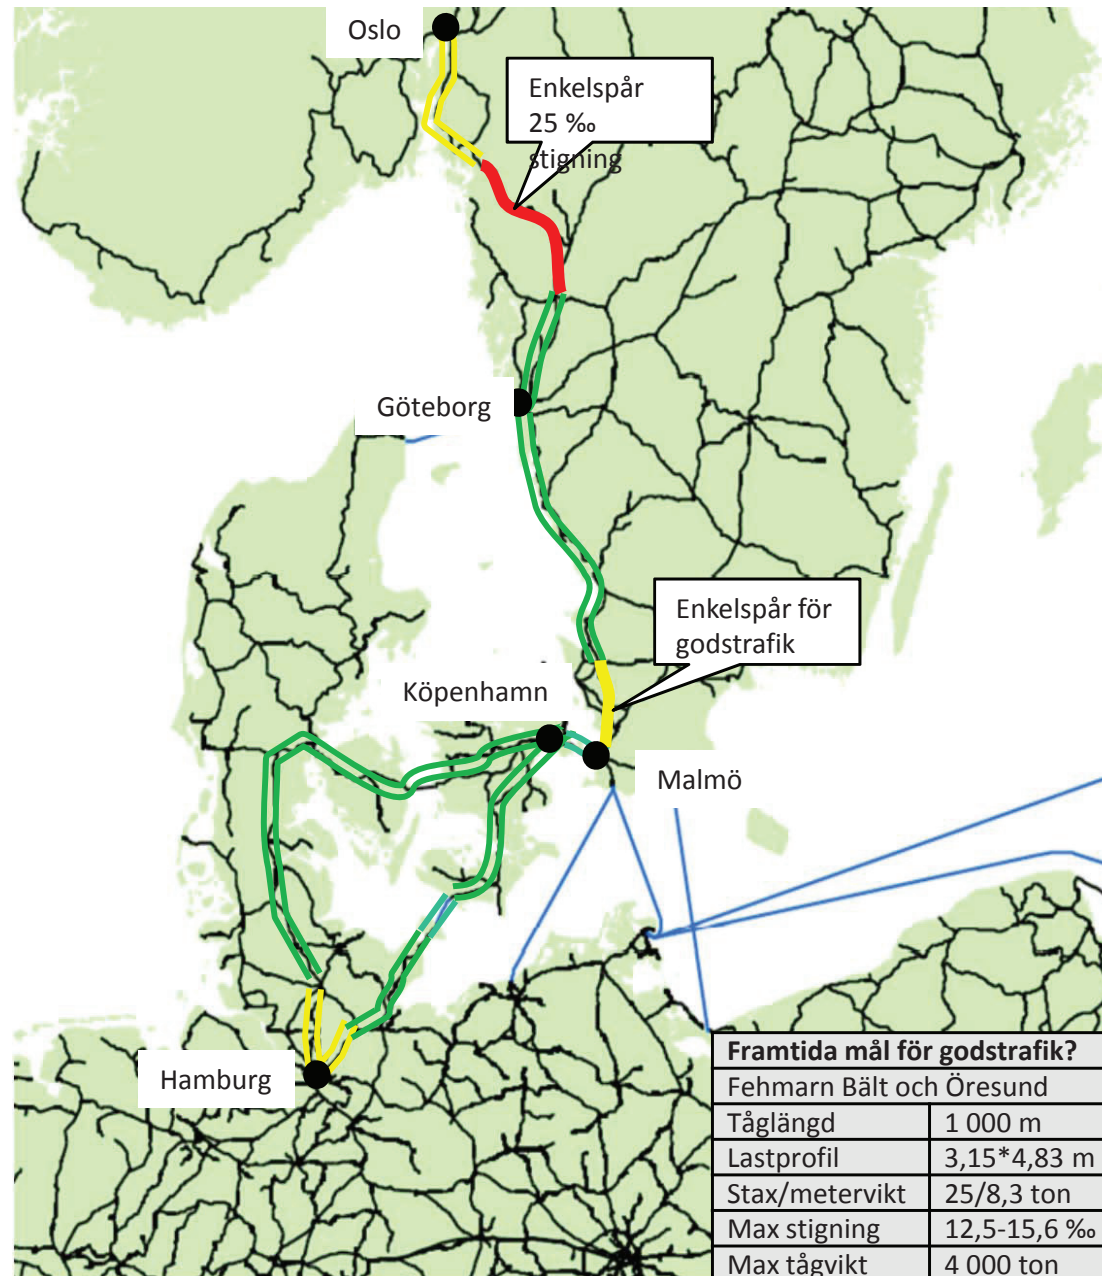 Oslo
Enkelspår
25 ‰
stigning
Göteborg
Enkelspår för
godstrafik
Köpenhamn
Malmö
Hamburg
Framtida mål för godstrafik?
Fehmarn Bält och Öresund
Tåglängd 1 000 m
Lastprofil 3,15*4,83 m
Stax/metervikt 25/8,3 ton
Max stigning 12,5-15,6 ‰
Max tågvikt 4 000 ton